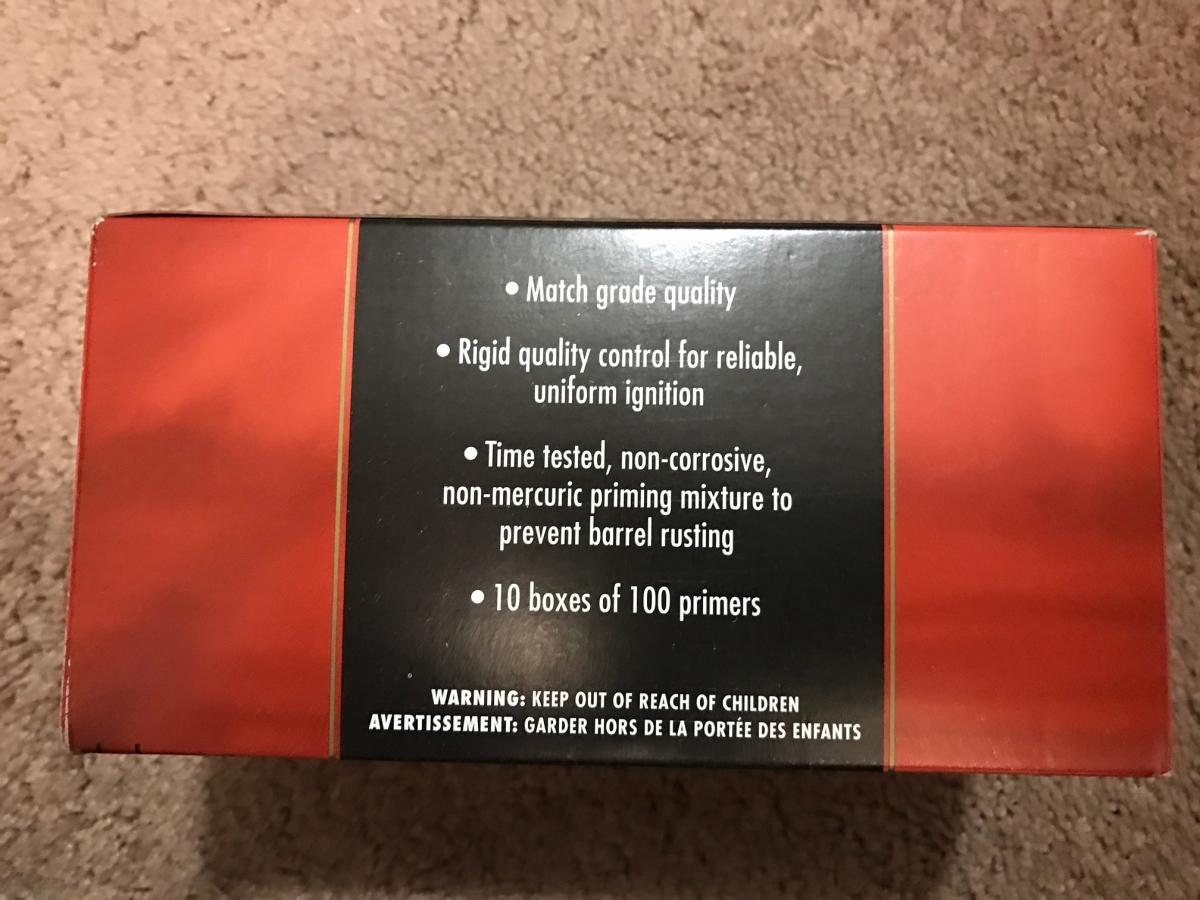 • Match grade quality
• Rigid quality control for reliable,
uniform ignition
• Time tested, non-corrosive,
non-mercuric priming mixture to
prevent barrel rusting
• 10 boxes of 100 primers
WARNING: KEEP OUT OF REACH OF CHILDREN
AVERTISSEMENT: GARDER HORS DE LA PORTÉE DES ENFANTS